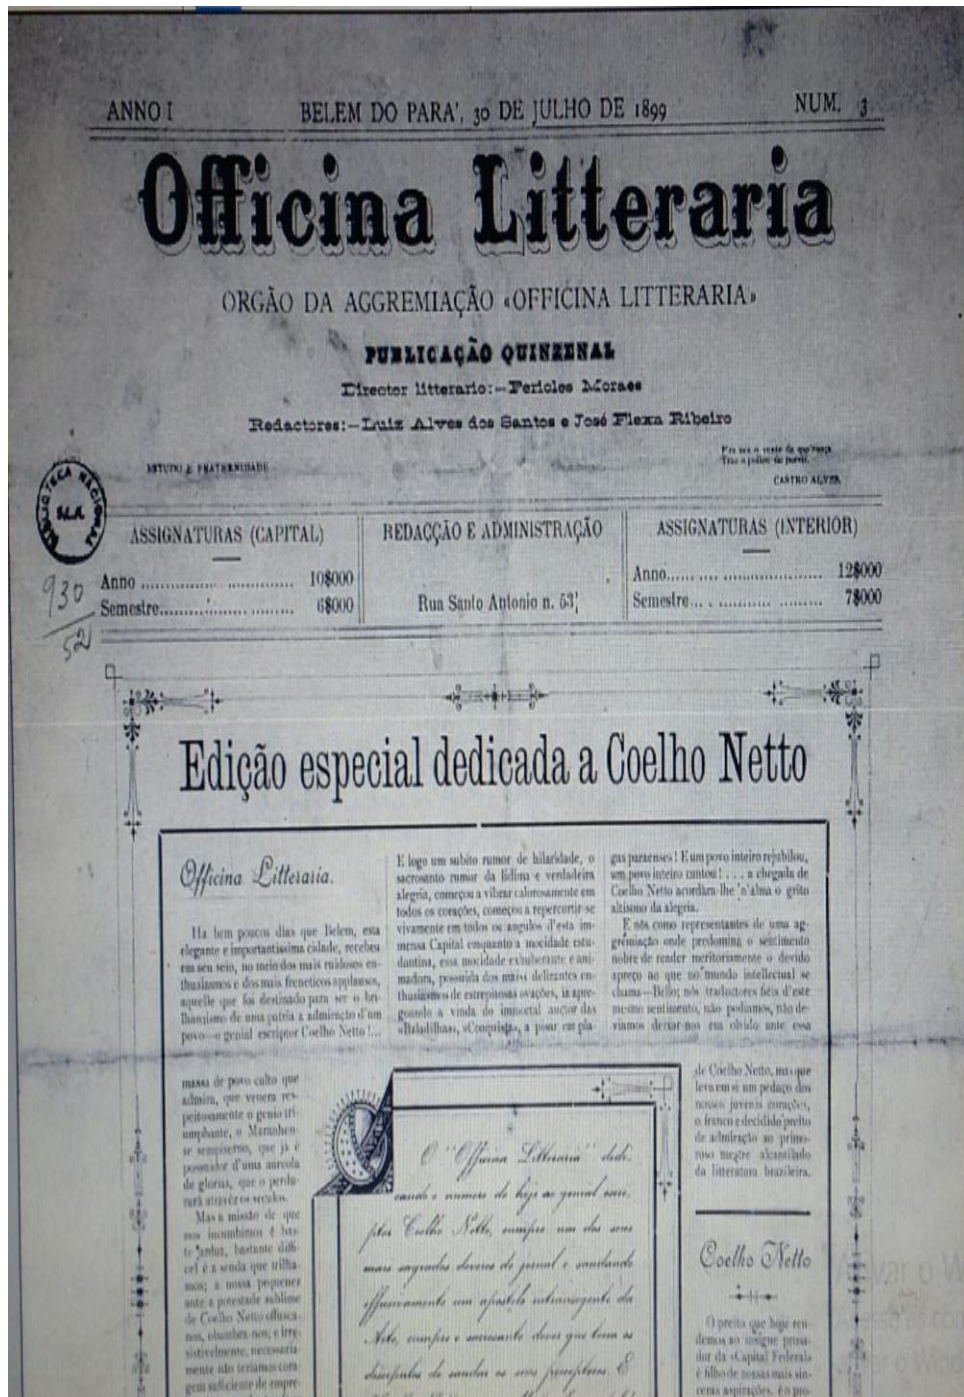 ANNO I
BELEM DO PARA', 30 DE JULHO DE 1899
NUM. 3
Officina Litteraria
ORGÃO DA AGGREMIAÇÃO «OFFICINA LITTERARIA»
PUBLICAÇÃO QUINZENAL
Director litterario:—Pericles Moraes
Redactores:—Luiz Alves dos Santos e José Flexa Ribeiro
ESTUDO E FRATERNIDADE
CASTRO ALVES
BIBLIOTECA NACIONAL
930
52
ASSIGNATURAS (CAPITAL)
Anno .................. 10$000
Semestre.................. 6$000
REDACÇÃO E ADMINISTRAÇÃO
Rua Santo Antonio n. 53
ASSIGNATURAS (INTERIOR)
Anno.................. 12$000
Semestre.................. 7$000
Edição especial dedicada a Coelho Netto
Officina Litteraria.
Ha bem poucos dias que Belem, esta
elegante e importantissima cidade, recebeu
em seu seio, no meio dos mais ruidosos en-
thusiasmos e dos mais freneticos applausos,
aquelle que foi destinado para ser o bri-
lhantismo de uma patria a admiração d'um
povo—o genial escriptor Coelho Netto!...
E logo um subito rumor de hilaridade, o
sacrosanto rumor da lidima e verdadeira
alegria, começou a vibrar calorosamente em
todos os corações, começou a repercurtir-se
vivamente em todos os angulos d'esta im-
mensa Capital emquanto a mocidade estu-
dantina, essa mocidade exhuberante e ani-
madora, possuida dos mais delirantes en-
thusiasmos de estrepitosas ovações, ia apre-
goando a vinda do immortal auctor das
«Baladilhas», «Conquista», a pisar em pla-
gas paraenses! E um povo inteiro rejubilou,
um povo inteiro cantou! . . . a chegada de
Coelho Netto acordára-lhe 'n'alma o grito
altisono da alegria.
E nós como representantes de uma ag-
gremiação onde predomina o sentimento
nobre de render meritoriamente o devido
apreço ao que no mundo intellectual se
chama—Bello; nós traductores fieis d'este
mesmo sentimento, não podiamos, não de-
viamos deixar-nos em olvido ante essa
massa de povo culto que
admira, que venera res-
peitosamente o genio tri-
umphante, o Maranhen-
se sempiterno, que já é
possuidor d'uma aureola
de glorias, que o perdu-
rará atravéz os seculos.
Mas a missão de que
nos incumbimos é bas-
te ardua, bastante diffi-
cel é a senda que trilha-
mos; a nossa pequenez
ante a potestade sublime
de Coelho Netto offusca-
nos, obumbra-nos; e irre-
sistivelmente, necessaria-
mente não teriamos cora-
gem sufficiente de empre-
O "Officina Litteraria" dedi-
cando o numero de hoje ao genial escri-
ptor Coelho Netto, cumpre um dos seus
mais sagrados deveres de jornal e saudando
effusivamente um apostolo intransigente da
Arte, cumpre o sacrosanto dever que tem os
discipulos de saudar os seus preceptores. E
de Coelho Netto, mas que
leva em si um pedaço dos
nossos juvenis corações,
o franco e decidido preito
de admiração ao primo-
roso mestre alcantilado
da litteratura brazileira.
Coelho Netto
O preito que hoje ren-
demos ao insigne prosa-
dor da «Capital Federal»
é filho de nossas mais sin-
ceras aspirações, é o pro-